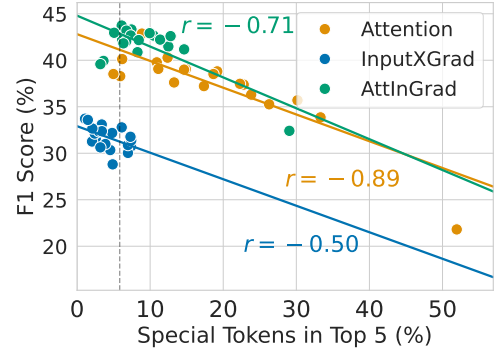 45
40
35
30
25
20
F1 Score (%)
r = − 0.71
Attention
InputXGrad
AttInGrad
r = − 0.89
r = − 0.50
0 10 20 30 40 50
Special Tokens in Top 5 (%)